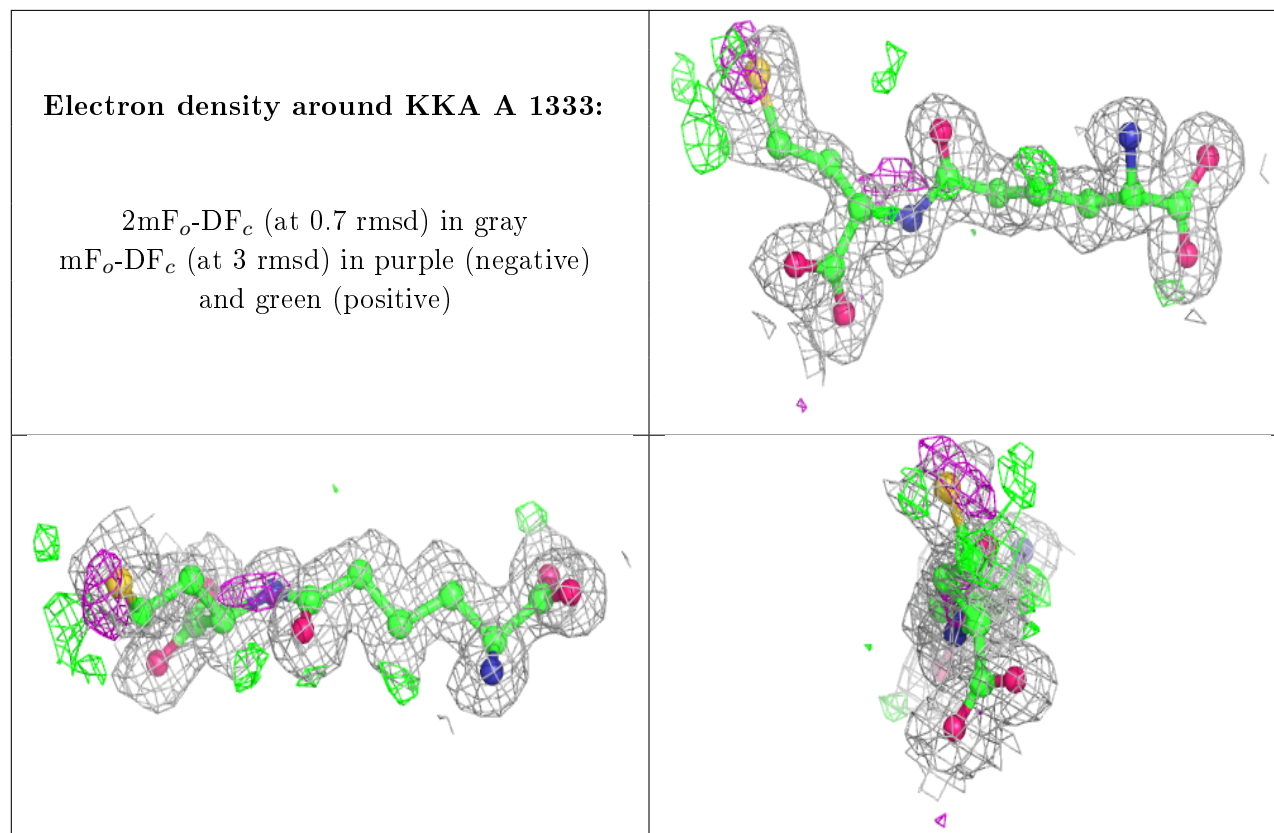 Electron density around KKA A 1333:
2mFo-DFc (at 0.7 rmsd) in gray
mFo-DFc (at 3 rmsd) in purple (negative)
and green (positive)